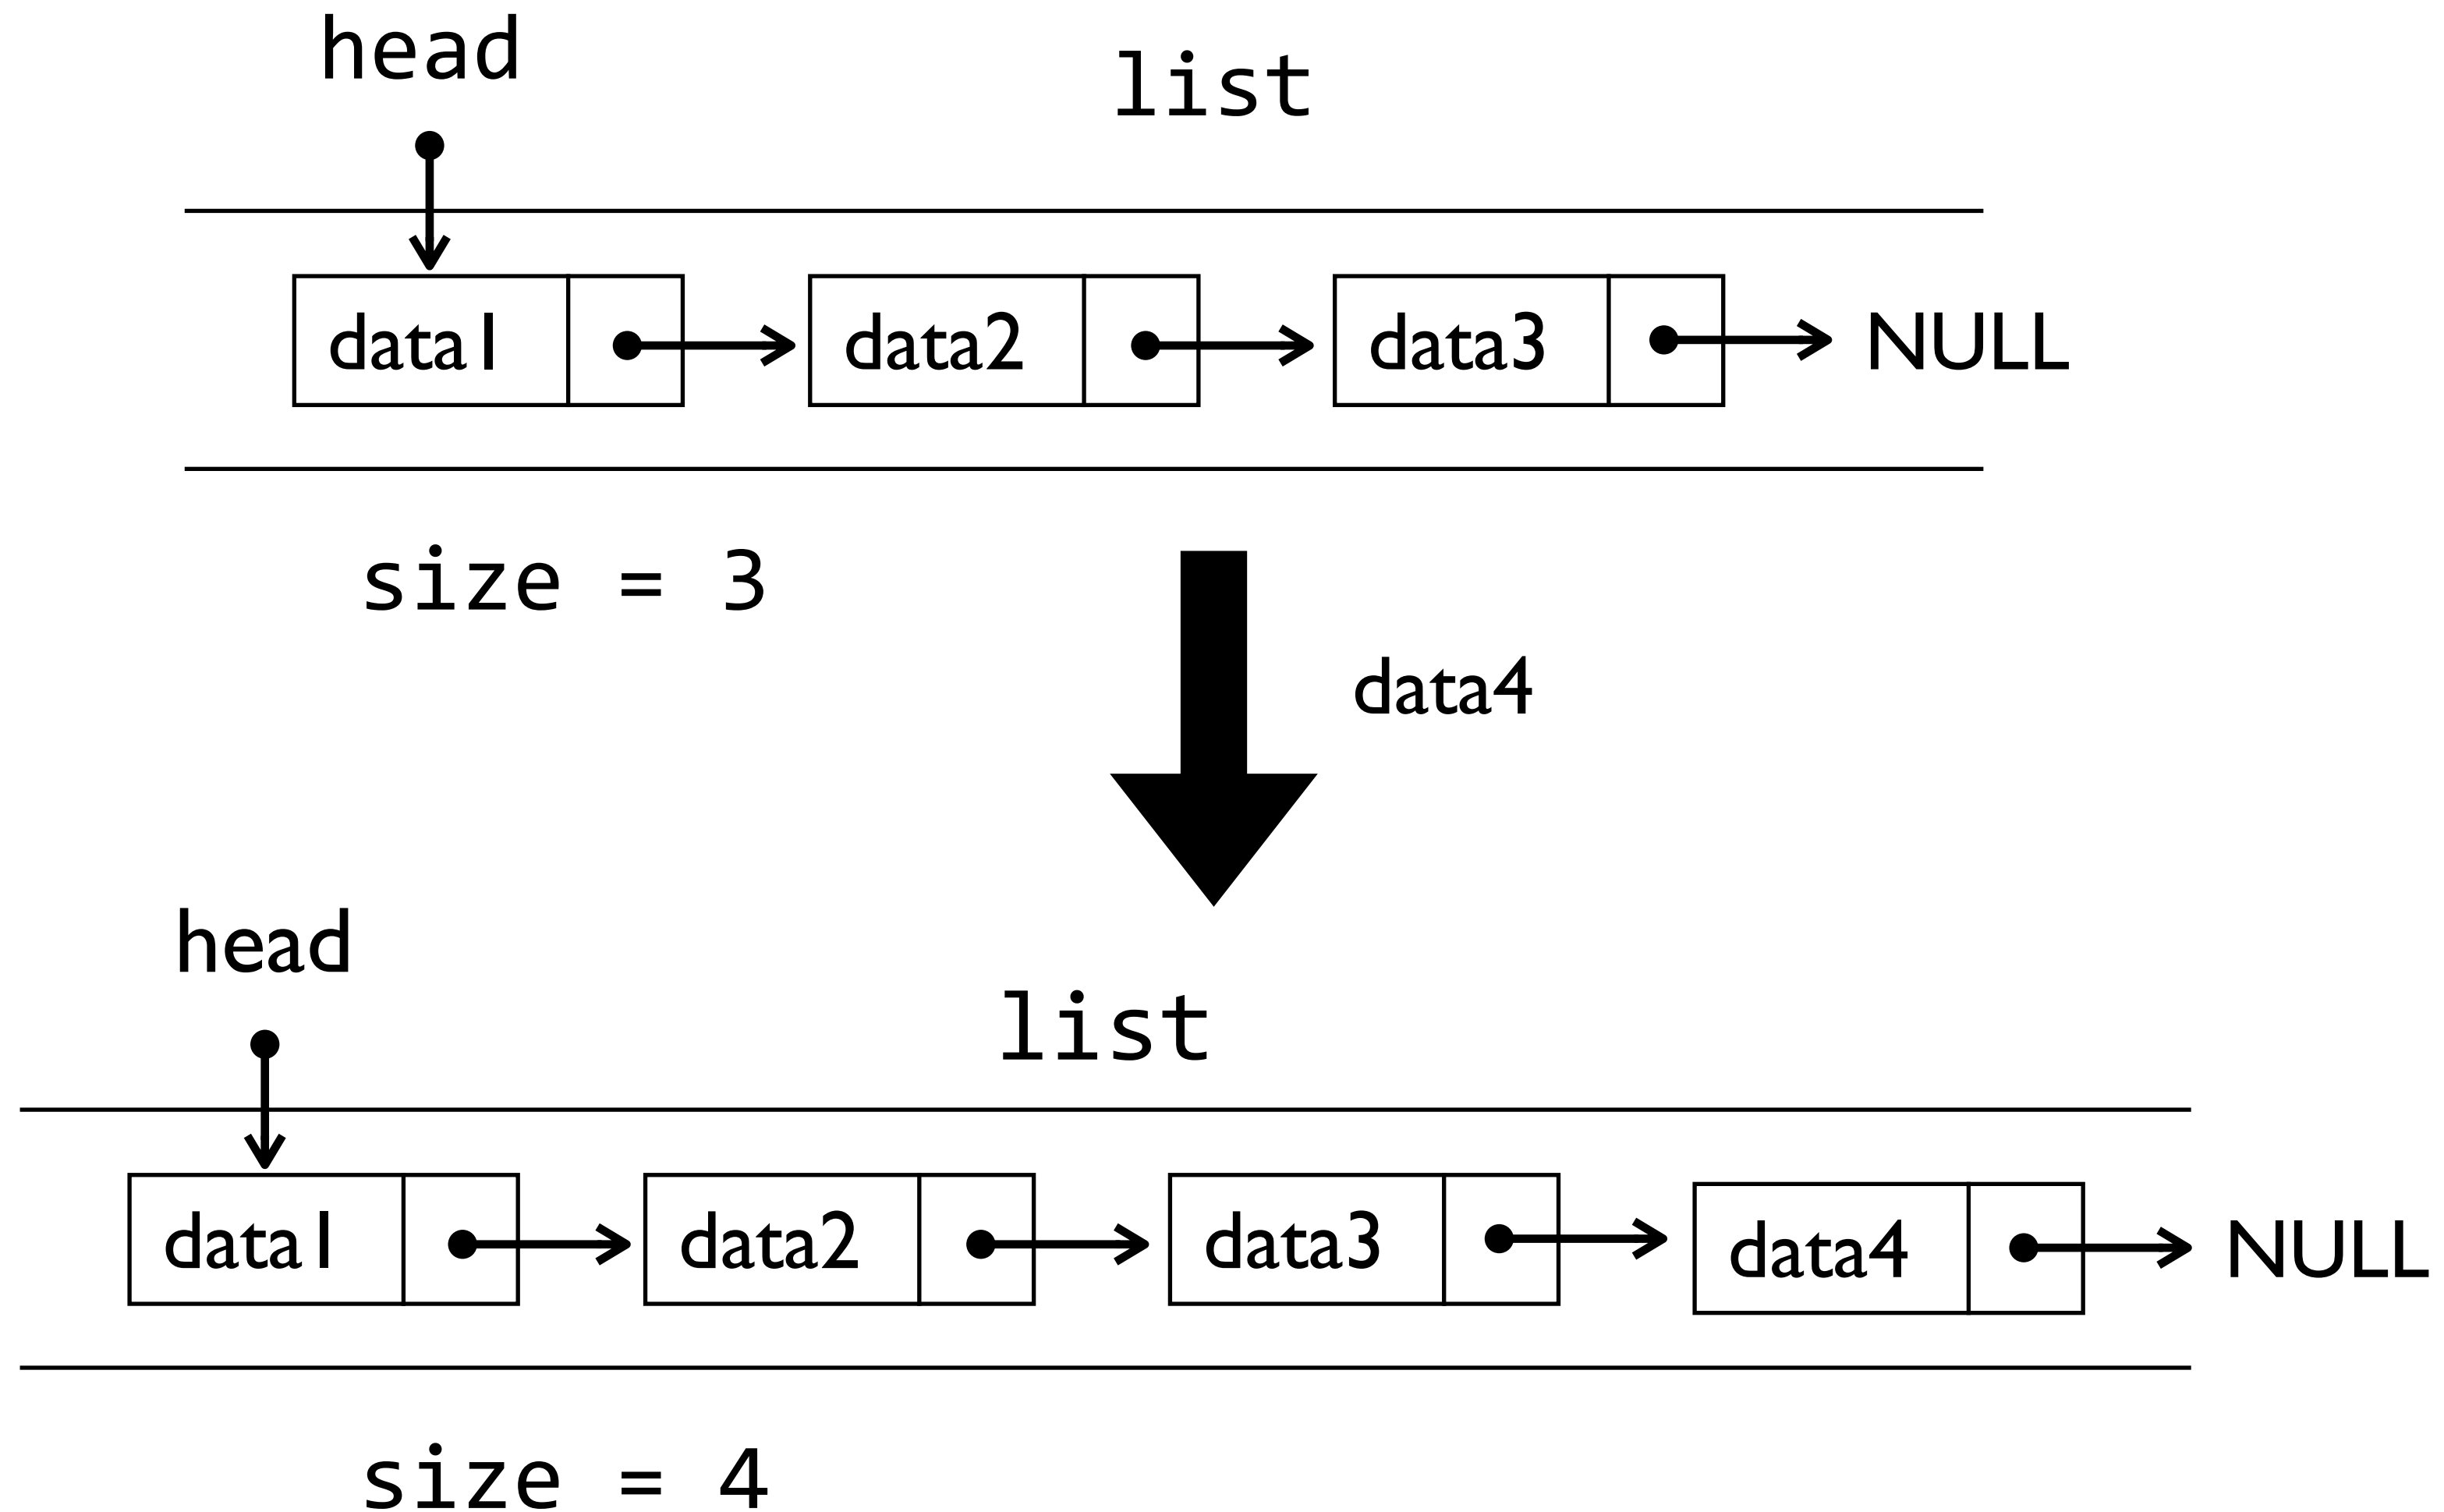 head
list
data1 data2 data3 NULL
size = 3
data4
head
list
data1 data2 data3 data4 NULL
size = 4